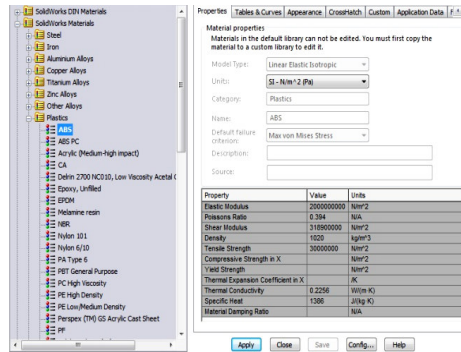 SolidWorks DIN Materials
SolidWorks Materials
Steel
Iron
Aluminium Alloys
Copper Alloys
Titanium Alloys
Zinc Alloys
Other Alloys
Plastics
ABS
ABS PC
Acrylic (Medium-high impact)
CA
Delrin 2700 NC010, Low Viscosity Acetal C
Epoxy, Unfilled
EPDM
Melamine resin
NBR
Nylon 101
Nylon 6/10
PA Type 6
PBT General Purpose
PC High Viscosity
PE High Density
PE Low/Medium Density
Perspex (TM) GS Acrylic Cast Sheet
PF
Properties Tables & Curves Appearance CrossHatch Custom Application Data F
Material properties
Materials in the default library can not be edited. You must first copy the
material to a custom library to edit it.
Model Type: Linear Elastic Isotropic
Units: SI - N/m^2 (Pa)
Category: Plastics
Name: ABS
Default failure
criterion: Max von Mises Stress
Description:
Source:
Property Value Units
Elastic Modulus 2000000000 N/m^2
Poissons Ratio 0.394 N/A
Shear Modulus 318900000 N/m^2
Density 1020 kg/m^3
Tensile Strength 30000000 N/m^2
Compressive Strength in X N/m^2
Yield Strength N/m^2
Thermal Expansion Coefficient in X /K
Thermal Conductivity 0.2256 W/(m·K)
Specific Heat 1386 J/(kg·K)
Material Damping Ratio N/A
Apply Close Save Config... Help